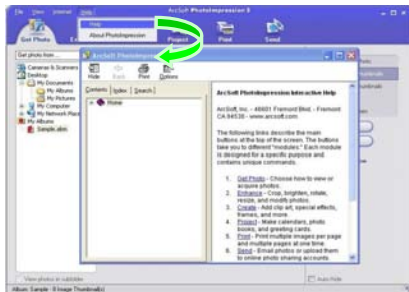 File View Internet Help
ArcSoft PhotoImpression 5
Help
About PhotoImpression
Get Photo
Project
Print
Send
Get photo from...
Cameras & Scanners
Desktop
My Documents
My Albums
My Pictures
My Computer
My Network Place
My Albums
Sample.abm
ArcSoft PhotoImpress
Hide
Back
Print
Options
Contents Index Search
Home
ArcSoft PhotoImpression Interactive Help
ArcSoft, Inc. - 46601 Fremont Blvd. - Fremont
CA 94538 - www.arcsoft.com
The following links describe the main
buttons at the top of the screen. The buttons
take you to different "modules." Each module
is designed for a specific purpose and
contains unique commands.
1. Get Photo - Choose how to view or
acquire photos.
2. Enhance - Crop, brighten, rotate,
resize, and modify photos.
3. Create - Add clip art, special effects,
frames, and more.
4. Project - Make calendars, photo
books, and greeting cards.
5. Print - Print multiple images per page
and multiple pages at one time.
6. Send - Email photos or upload them
to online photo sharing accounts.
View photos in subfolder
Auto Hide
Album: Sample - 8 Image Thumbnail(s)